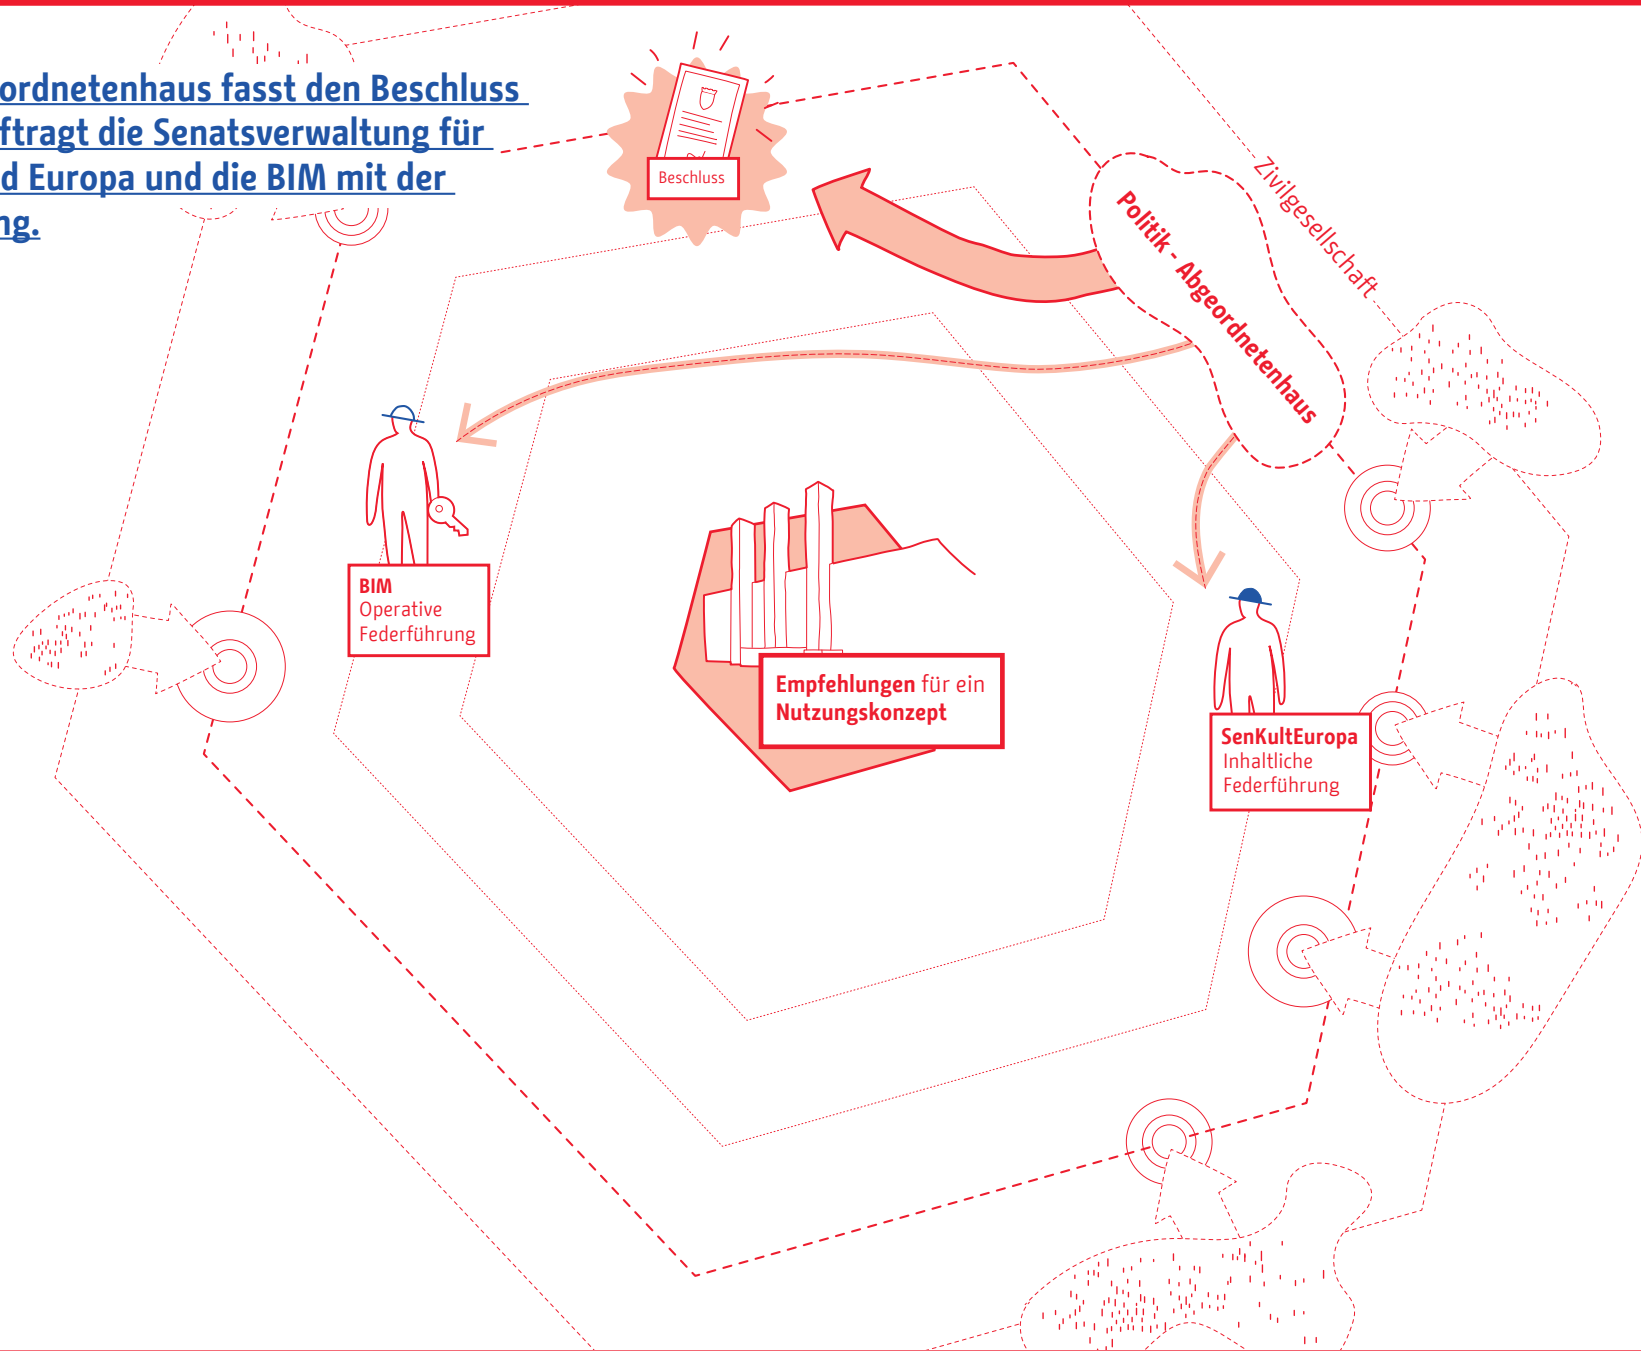 ordnetenhaus fasst den Beschluss
ftragt die Senatsverwaltung für
d Europa und die BIM mit der
ng.
Beschluss
Zivilgesellschaft
Politik - Abgeordnetenhaus
BIM
Operative
Federführung
Empfehlungen für ein
Nutzungskonzept
SenKultEuropa
Inhaltliche
Federführung